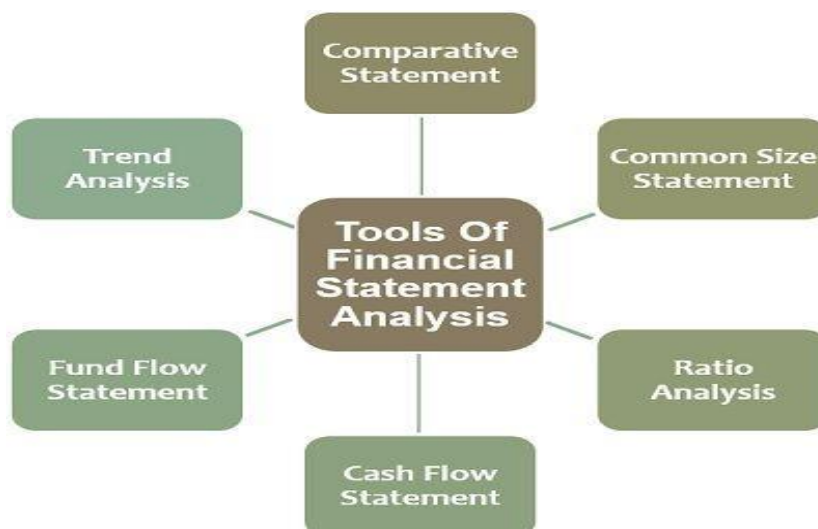 Comparative
Statement
Trend
Analysis
Common Size
Statement
Tools Of
Financial
Statement
Analysis
Fund Flow
Statement
Ratio
Analysis
Cash Flow
Statement